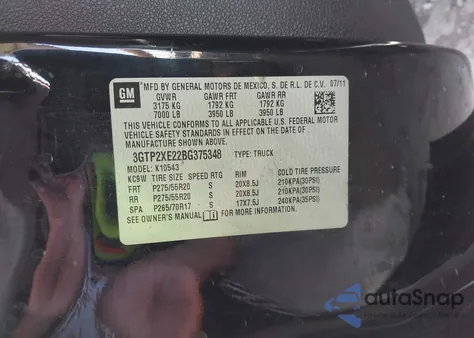 GM
MFD BY GENERAL MOTORS DE MEXICO, S. DE R.L. DE C.V. 07/11
GVWR GAWR FRT GAWR RR
3175 KG 1792 KG 1792 KG
7000 LB 3950 LB 3950 LB
THIS VEHICLE CONFORMS TO ALL APPLICABLE U.S. FEDERAL MOTOR
VEHICLE SAFETY STANDARDS IN EFFECT ON THE DATE OF
MANUFACTURE SHOWN ABOVE.
3GTP2XE22BG375348 TYPE: TRUCK
MODEL: K10543
KC9W TIRE SIZE SPEED RTG RIM COLD TIRE PRESSURE
FRT P275/55R20 S 20X8.5J 210KPA(30PSI)
RR P275/55R20 S 20X8.5J 210KPA(30PSI)
SPA P265/70R17 S 17X7.5J 240KPA(35PSI)
SEE OWNER'S MANUAL FOR MORE INFORMATION.
autoSnap